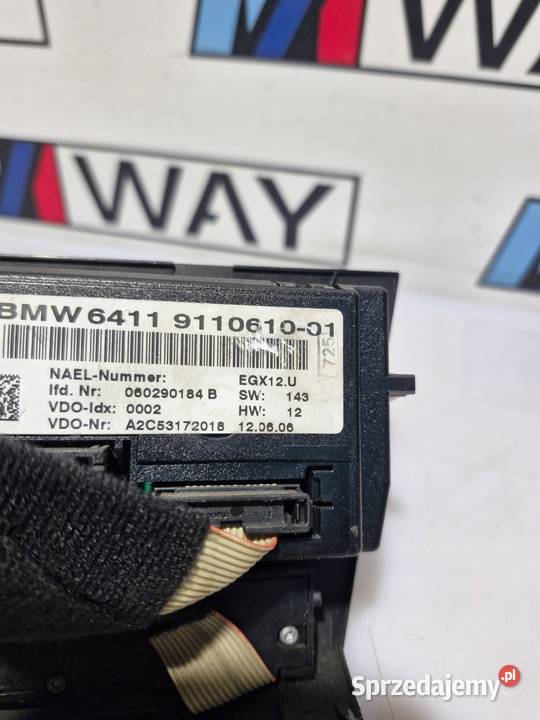 WAY
WAY
BMW 6411 9110610-01
725
NAEL-Nummer: EGX12.U
lfd. Nr: 060290184 B SW: 143
VDO-Idx: 0002 HW: 12
VDO-Nr: A2C53172018 12.06.06
Sprzedajemy.pl